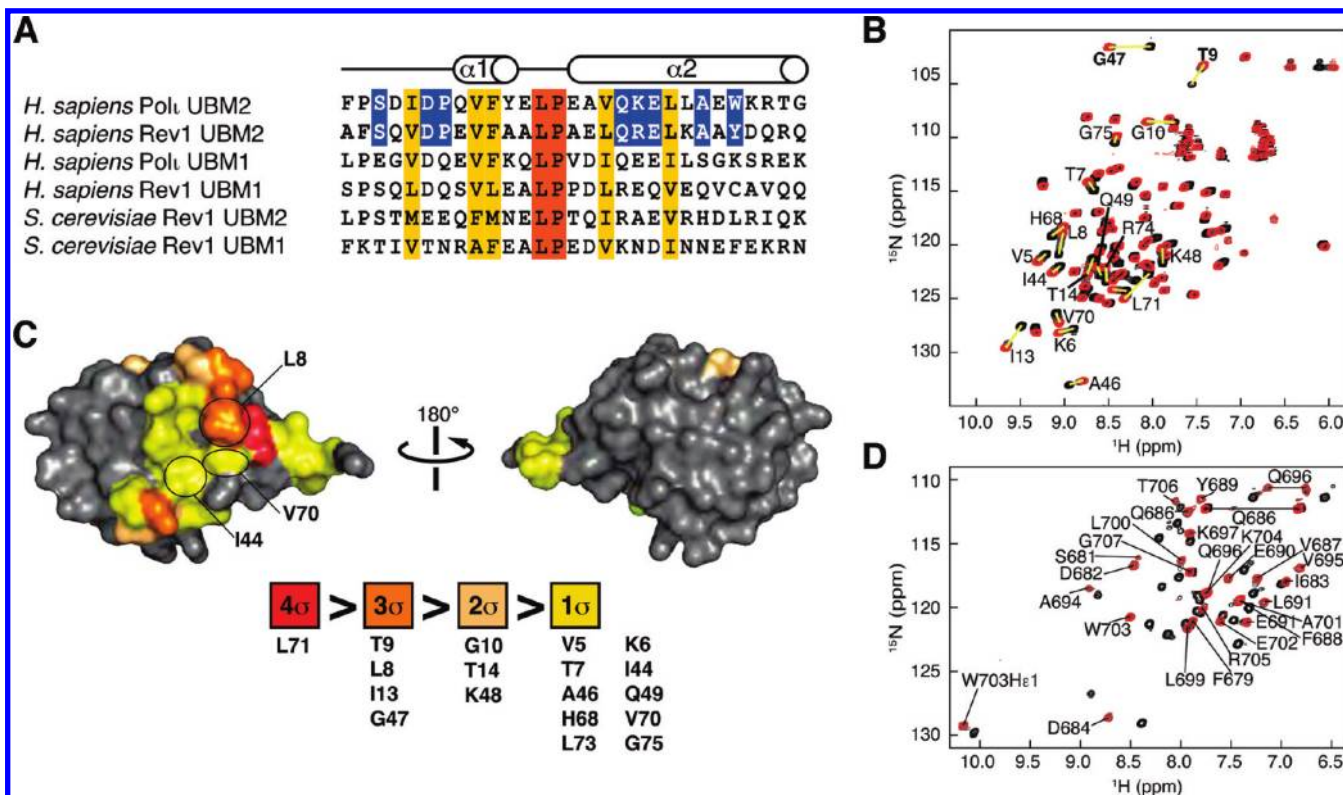 A
α1
α2
H. sapiens Polι UBM2 FPSDIDPQVFYELPEAVQKELLAEWKRTG
H. sapiens Rev1 UBM2 AFSQVDPEVFAALPAELQRELKAAYDQRQ
H. sapiens Polι UBM1 LPEGVDQEVFKQLPVDIQEEILSGKSREK
H. sapiens Rev1 UBM1 SPSQLDQSVLEALPPDLREQVEQVCAVQQ
S. cerevisiae Rev1 UBM2 LPSTMEEQFMNELPTQIRAEVRHDLRIQK
S. cerevisiae Rev1 UBM1 FKTIVTNRAFEALPEDVKNDINNEFEKRN
B
G47
T9
G75
G10
T7
Q49
H68
L8
R74
V5
I44
K48
T14
L71
V70
K6
I13
A46
105
110
115
120
125
130
15N (ppm)
10.0 9.5 9.0 8.5 8.0 7.5 7.0 6.5 6.0
1H (ppm)
C
L8
180°
V70
I44
4σ > 3σ > 2σ > 1σ
L71 T9 G10 V5 K6
L8 T14 T7 I44
I13 K48 A46 Q49
G47 H68 V70
L73 G75
D
T706
Y689
Q696
Q686
Q686
L700
K697
K704
V687
G707
Q696
E690
V695
S681
D682
I683
A694
L691
A701
W703
E691
F688
E702
R705
L699
F679
W703Hε1
D684
110
115
120
125
130
15N (ppm)
10.0 9.5 9.0 8.5 8.0 7.5 7.0 6.5
1H (ppm)